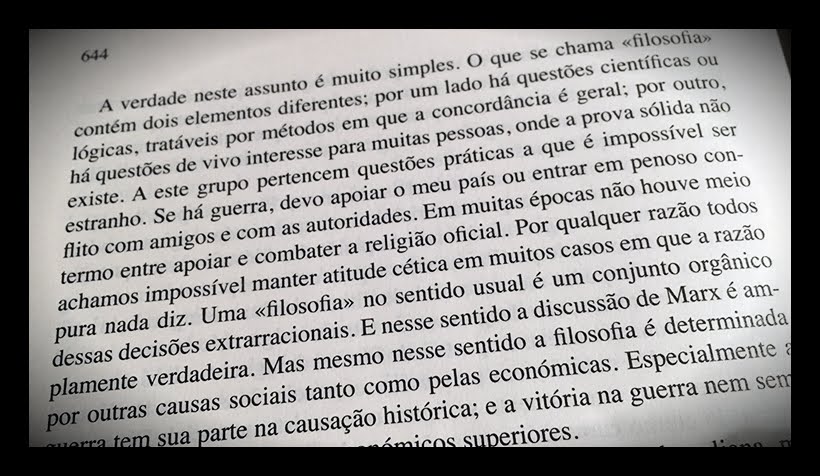 644
A verdade neste assunto é muito simples. O que se chama «filosofia»
contém dois elementos diferentes; por um lado há questões científicas ou
lógicas, tratáveis por métodos em que a concordância é geral; por outro,
há questões de vivo interesse para muitas pessoas, onde a prova sólida não
existe. A este grupo pertencem questões práticas a que é impossível ser
estranho. Se há guerra, devo apoiar o meu país ou entrar em penoso con-
flito com amigos e com as autoridades. Em muitas épocas não houve meio
termo entre apoiar e combater a religião oficial. Por qualquer razão todos
achamos impossível manter atitude cética em muitos casos em que a razão
pura nada diz. Uma «filosofia» no sentido usual é um conjunto orgânico
dessas decisões extrarracionais. E nesse sentido a discussão de Marx é am-
plamente verdadeira. Mas mesmo nesse sentido a filosofia é determinada
por outras causas sociais tanto como pelas económicas. Especialmente a
guerra tem sua parte na causação histórica; e a vitória na guerra nem sem
superiores.